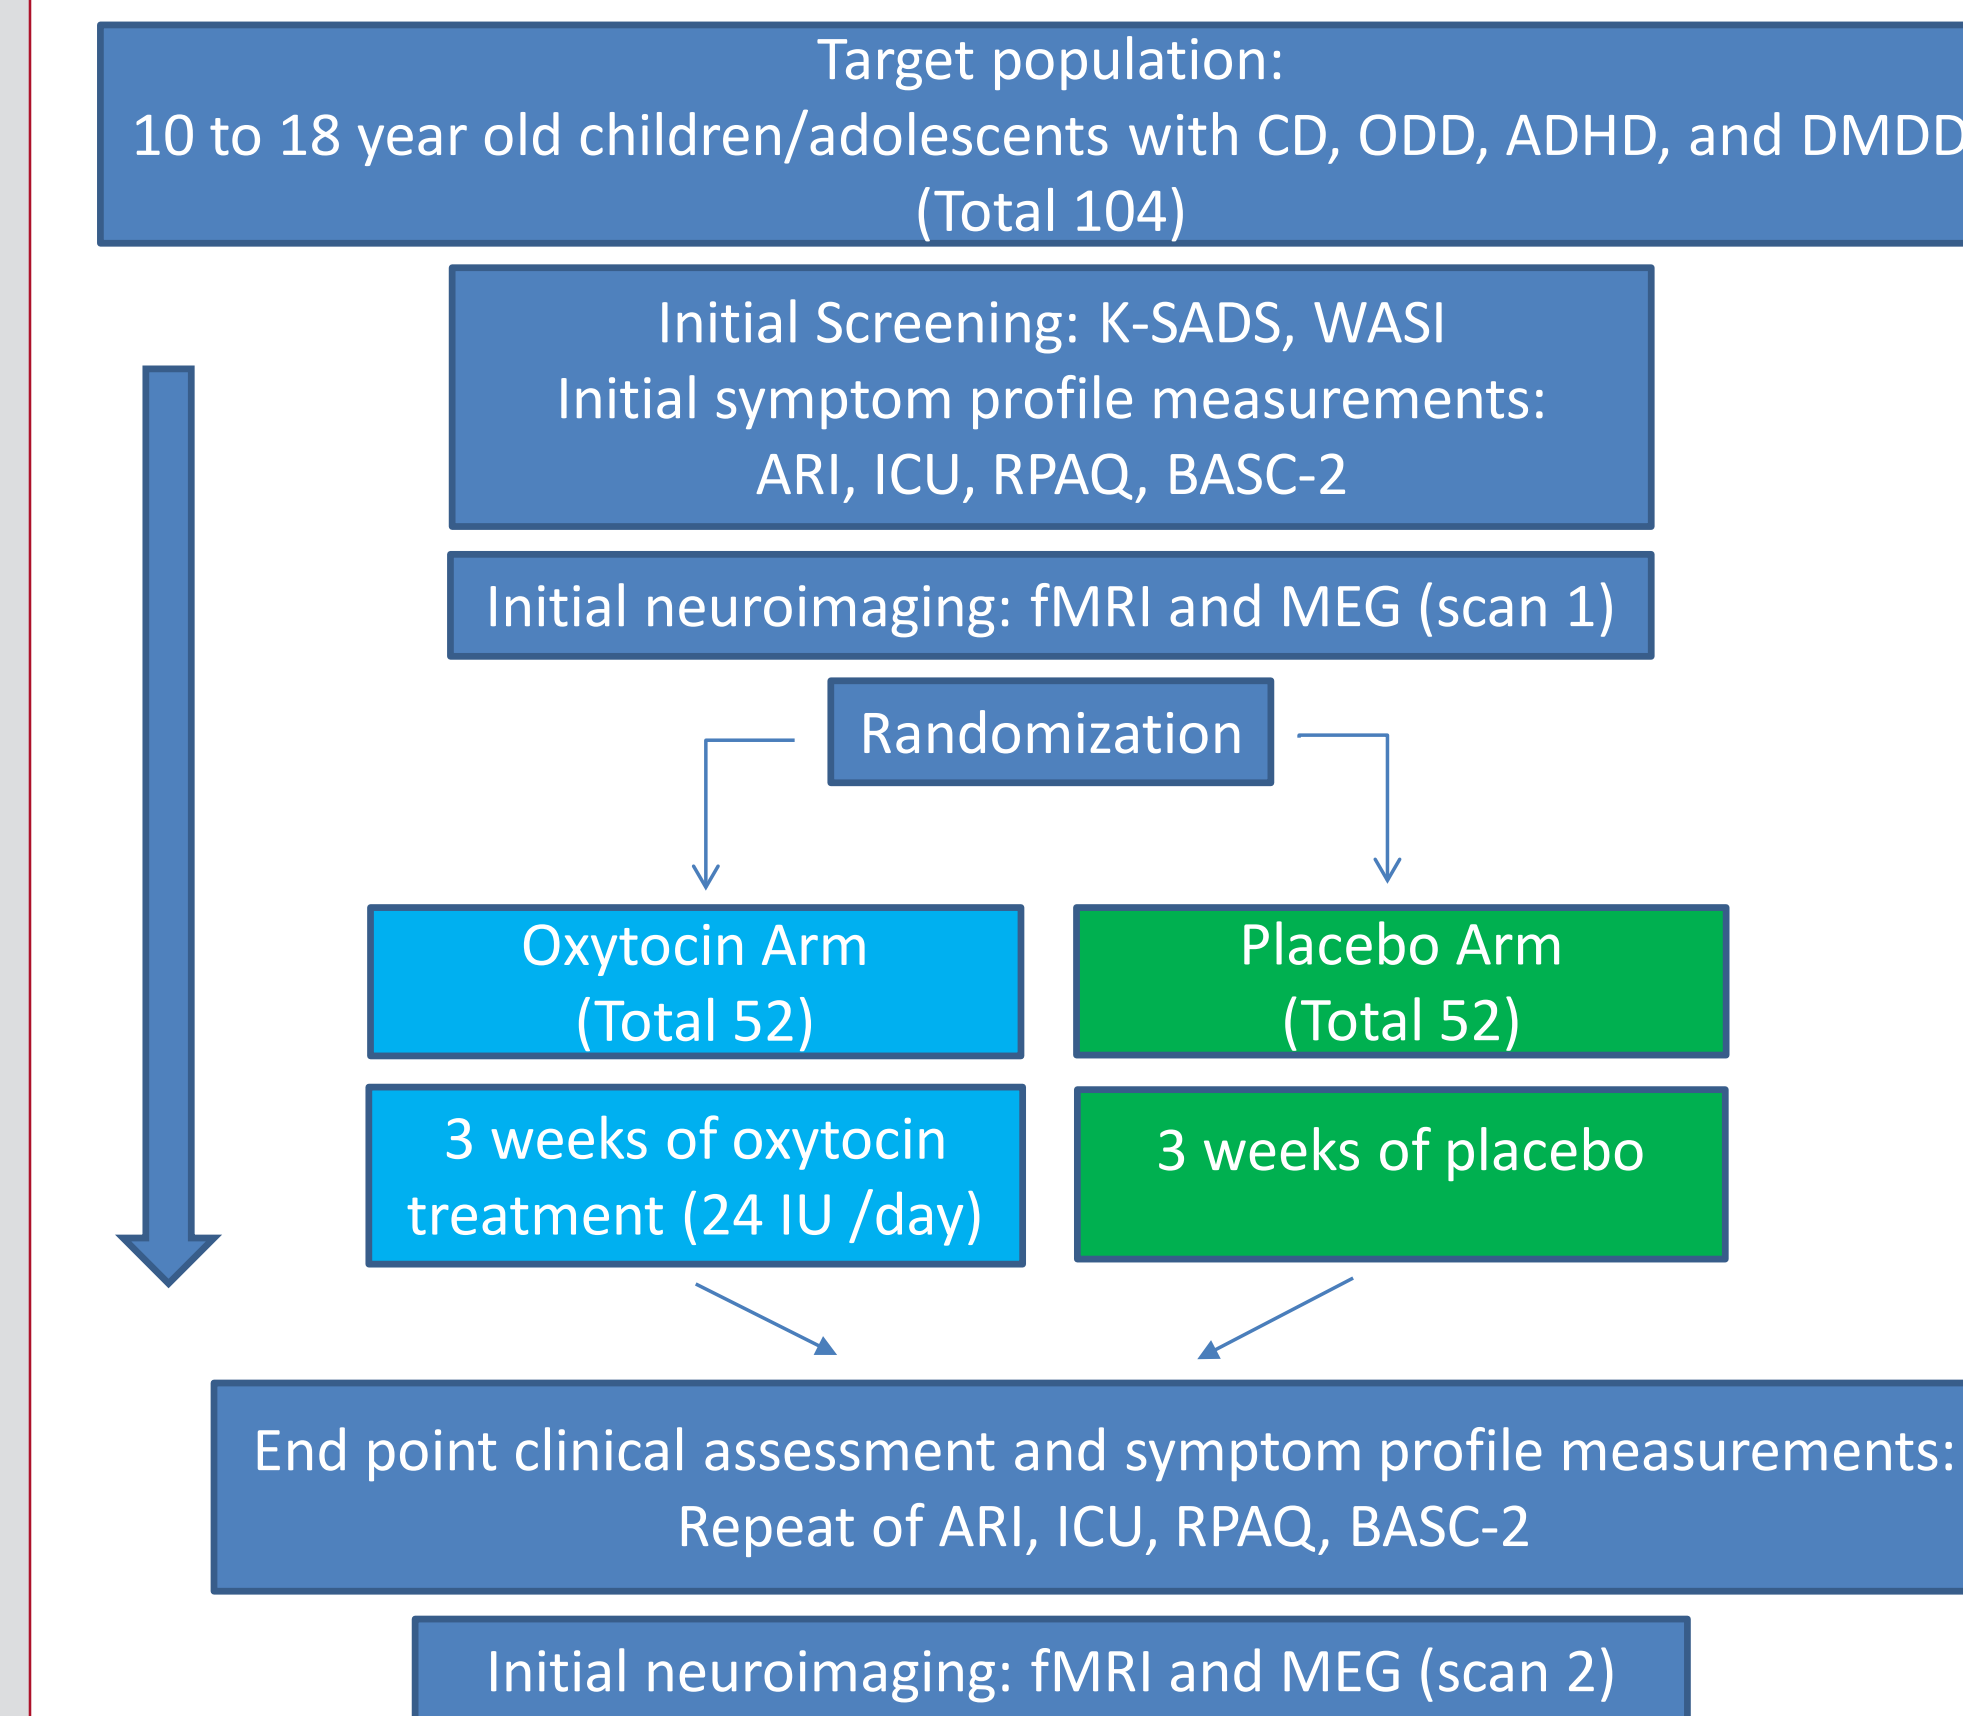 Target population:
10 to 18 year old children/adolescents with CD, ODD, ADHD, and DMDD
(Total 104)
Initial Screening: K-SADS, WASI
Initial symptom profile measurements:
ARI, ICU, RPAQ, BASC-2
Initial neuroimaging: fMRI and MEG (scan 1)
Randomization
Oxytocin Arm
(Total 52)
Placebo Arm
(Total 52)
3 weeks of oxytocin
treatment (24 IU /day)
3 weeks of placebo
End point clinical assessment and symptom profile measurements:
Repeat of ARI, ICU, RPAQ, BASC-2
Initial neuroimaging: fMRI and MEG (scan 2)